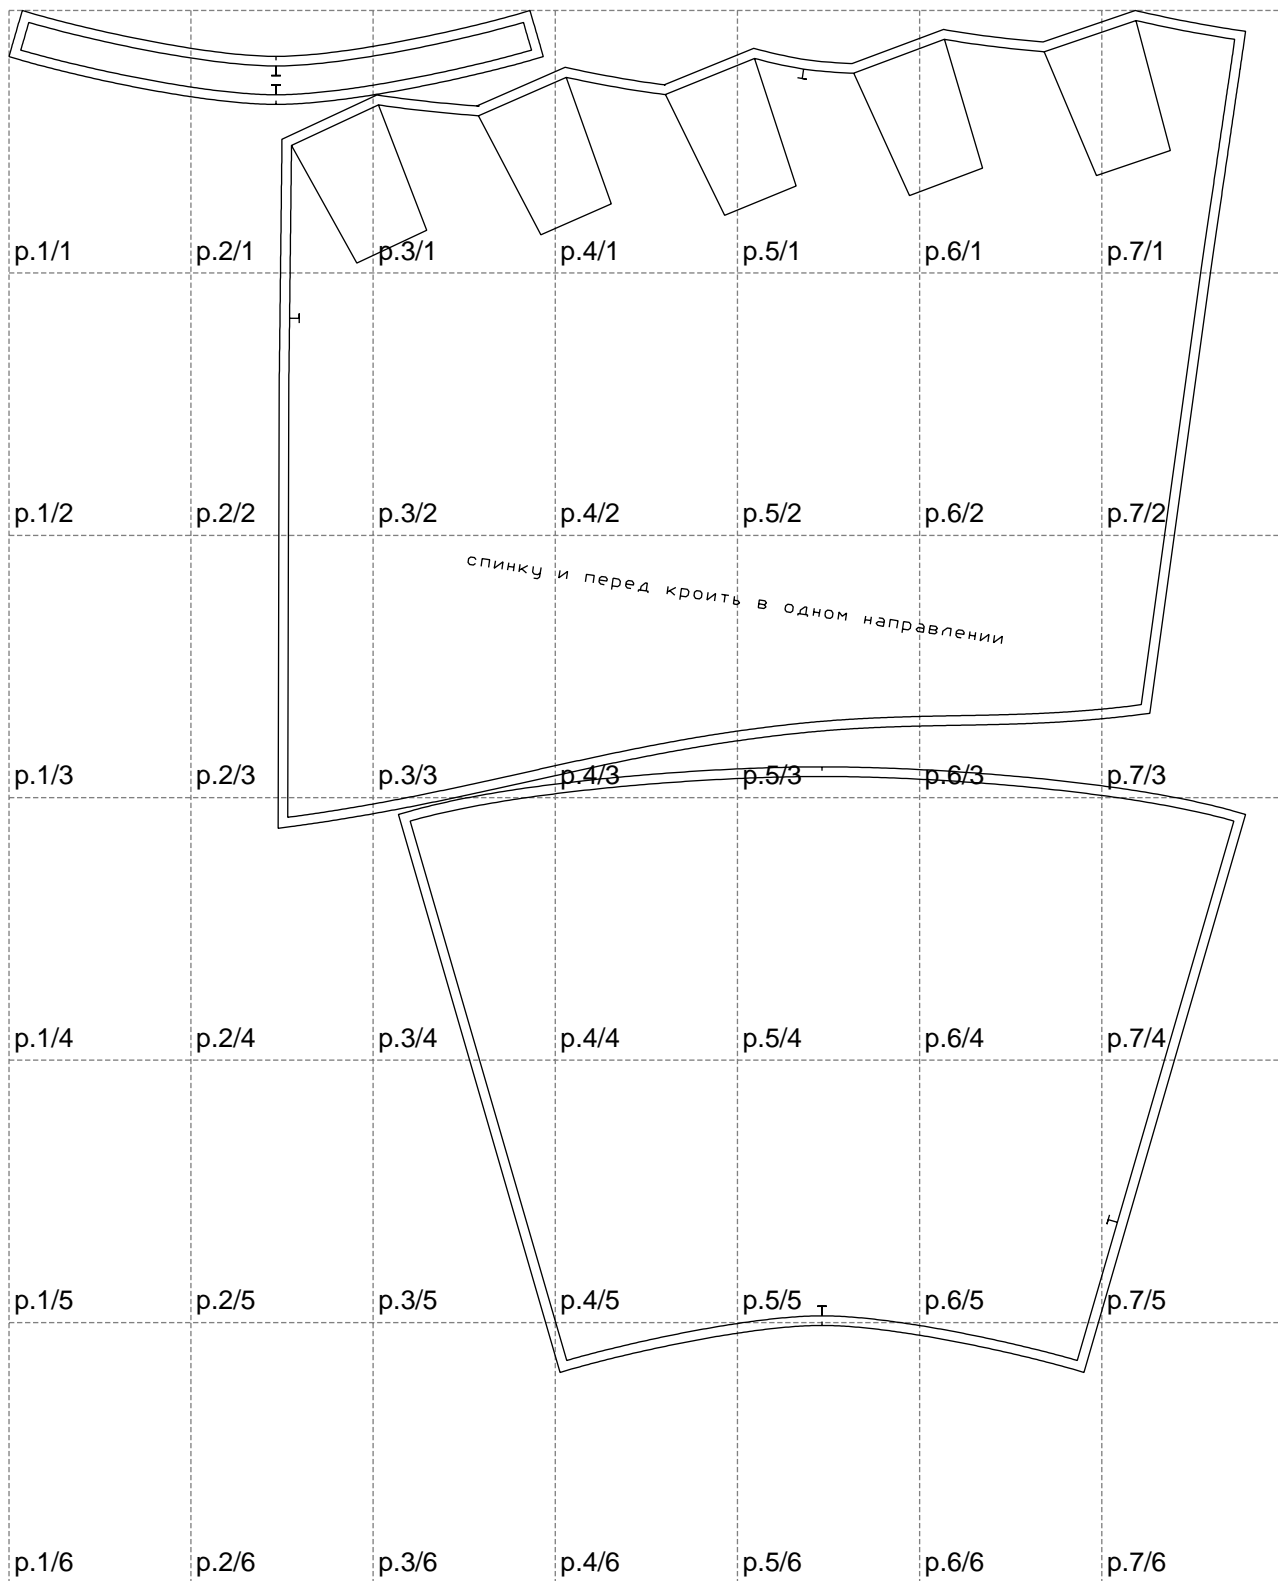 p.1/1 p.2/1 p.3/1 p.4/1 p.5/1 p.6/1 p.7/1
p.1/2 p.2/2 p.3/2 p.4/2 p.5/2 p.6/2 p.7/2
спинку и перед кроить в одном направлении
p.1/3 p.2/3 p.3/3 p.4/3 p.5/3 p.6/3 p.7/3
p.1/4 p.2/4 p.3/4 p.4/4 p.5/4 p.6/4 p.7/4
p.1/5 p.2/5 p.3/5 p.4/5 p.5/5 p.6/5 p.7/5
p.1/6 p.2/6 p.3/6 p.4/6 p.5/6 p.6/6 p.7/6